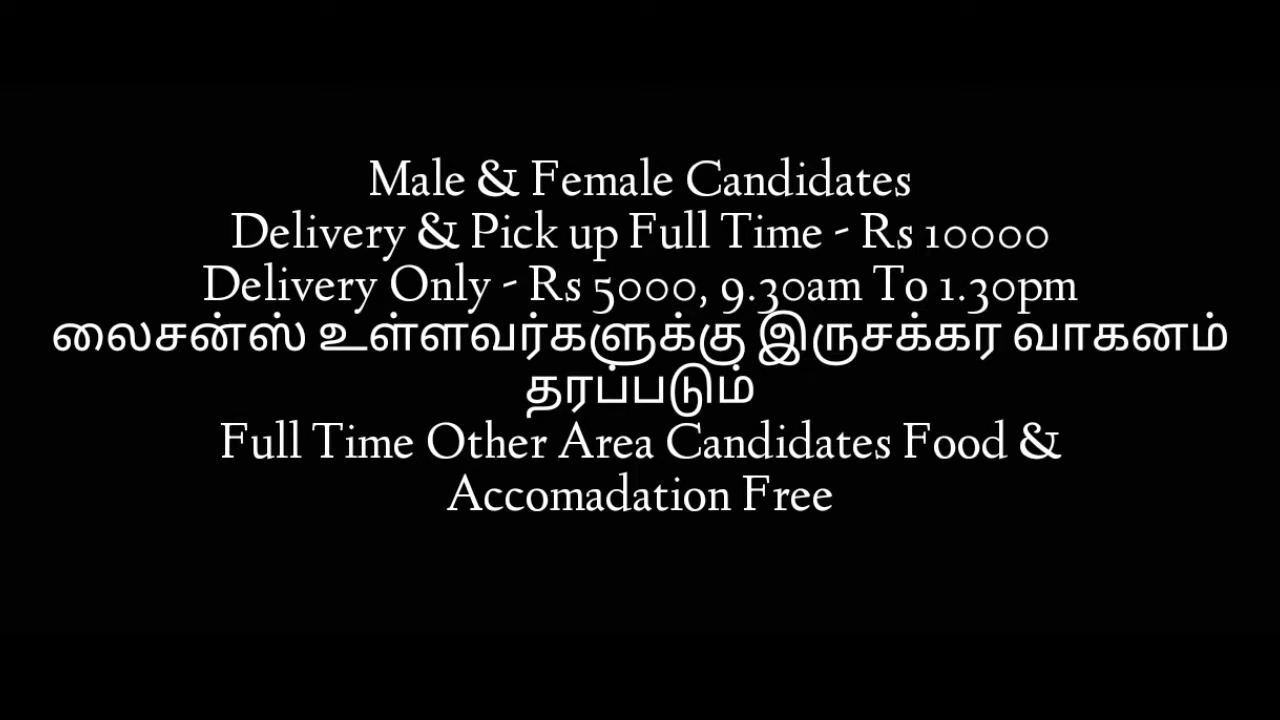 Male & Female Candidates
Delivery & Pick up Full Time - Rs 10000
Delivery Only - Rs 5000, 9.30am To 1.30pm
லைசன்ஸ் உள்ளவர்களுக்கு இருசக்கர வாகனம்
தரப்படும்
Full Time Other Area Candidates Food &
Accomadation Free